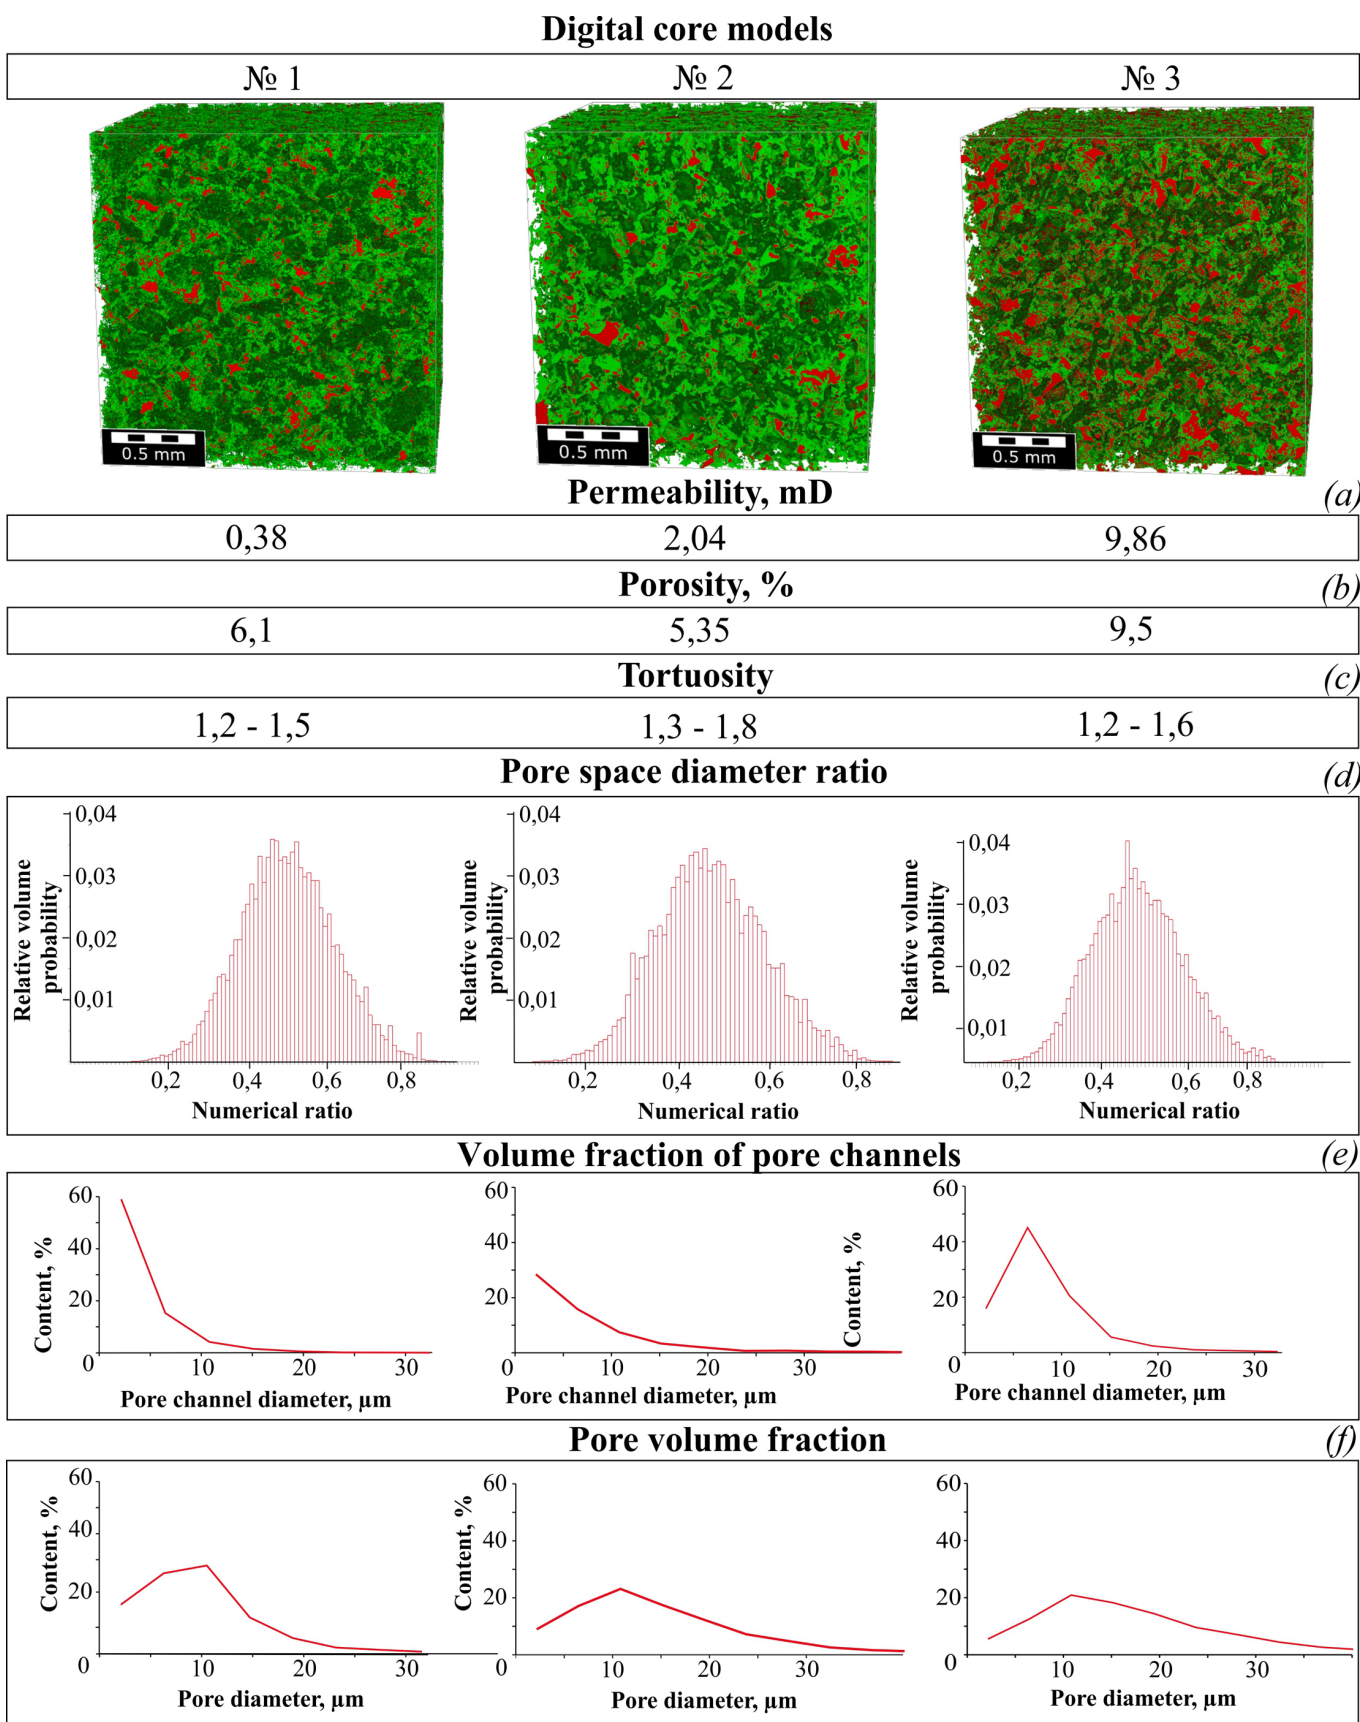 Digital core models
№ 1 № 2 № 3
0.5 mm 0.5 mm 0.5 mm
Permeability, mD (a)
0,38 2,04 9,86
Porosity, % (b)
6,1 5,35 9,5
Tortuosity (c)
1,2 - 1,5 1,3 - 1,8 1,2 - 1,6
Pore space diameter ratio (d)
Relative volume probability
0,04
0,03
0,02
0,01
0,2 0,4 0,6 0,8
Numerical ratio
Relative volume probability
0,04
0,03
0,02
0,01
0,2 0,4 0,6 0,8
Numerical ratio
Relative volume probability
0,04
0,03
0,02
0,01
0,2 0,4 0,6 0,8
Numerical ratio
Volume fraction of pore channels (e)
Content, %
60
40
20
0 10 20 30
Pore channel diameter, µm
60
40
20
0 10 20 30
Pore channel diameter, µm
Content, %
60
40
20
0 10 20 30
Pore channel diameter, µm
Pore volume fraction (f)
Content, %
60
40
20
0 10 20 30
Pore diameter, µm
Content, %
60
40
20
0 10 20 30
Pore diameter, µm
60
40
20
0 10 20 30
Pore diameter, µm